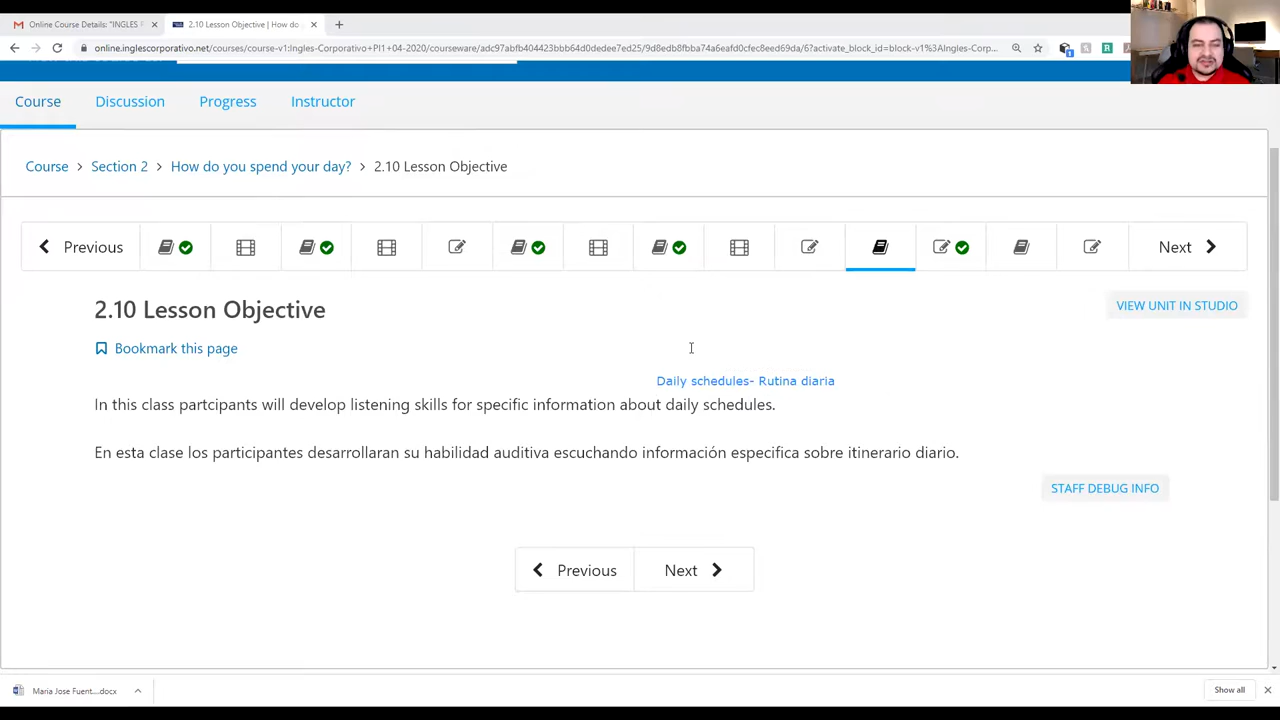 Online Course Details: "INGLES
2.10 Lesson Objective | How do
online.inglescorporativo.net/courses/course-v1:Ingles-Corporativo+PI1+04-2020/courseware/adc97abfb404423bbb64d0dedee7ed25/9d8edb8fbba74a6eafd0cfec8eed69da/6?activate_block_id=block-v1%3AIngles-Corp...
Course
Discussion
Progress
Instructor
Course > Section 2 > How do you spend your day? > 2.10 Lesson Objective
Previous
Next
2.10 Lesson Objective
VIEW UNIT IN STUDIO
Bookmark this page
Daily schedules- Rutina diaria
In this class partcipants will develop listening skills for specific information about daily schedules.
En esta clase los participantes desarrollaran su habilidad auditiva escuchando información especifica sobre itinerario diario.
STAFF DEBUG INFO
Previous
Next
Maria Jose Fuent....docx
Show all